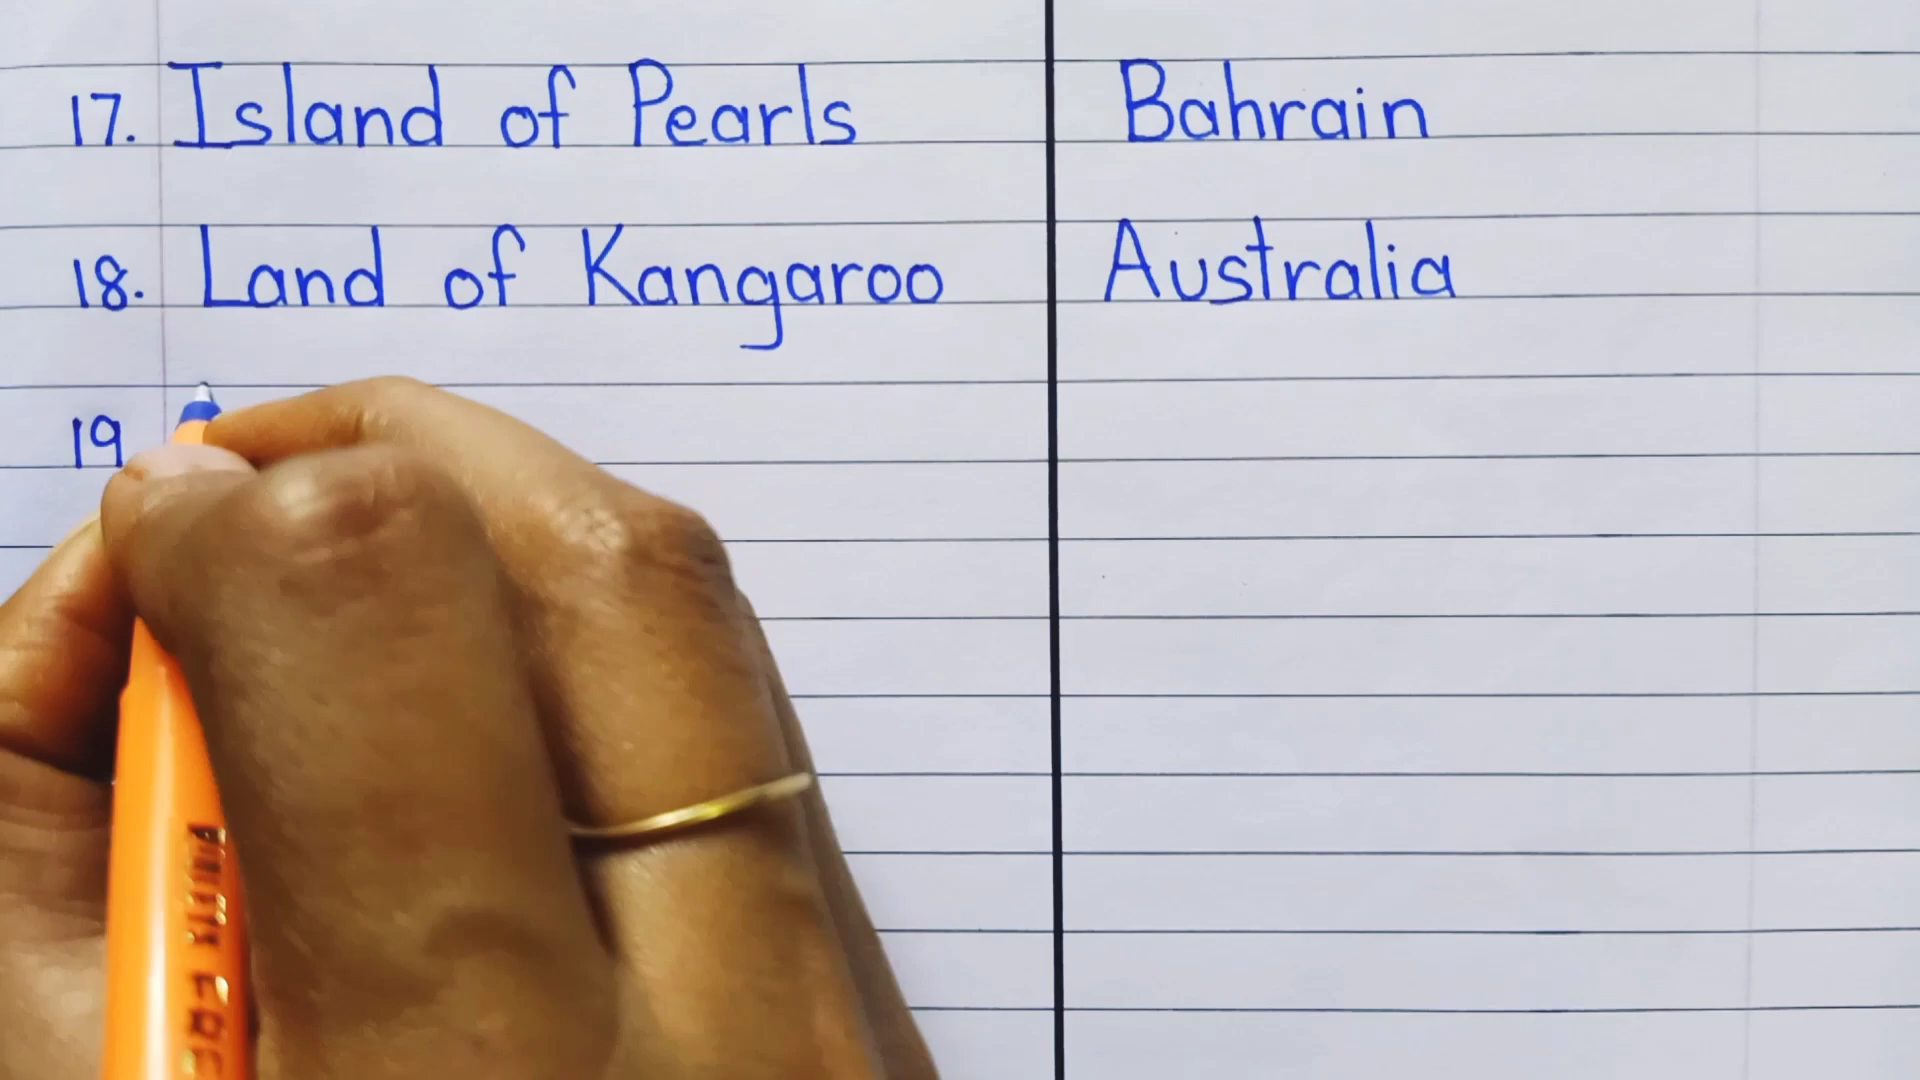 17. Island of Pearls Bahrain
18. Land of Kangaroo Australia
19